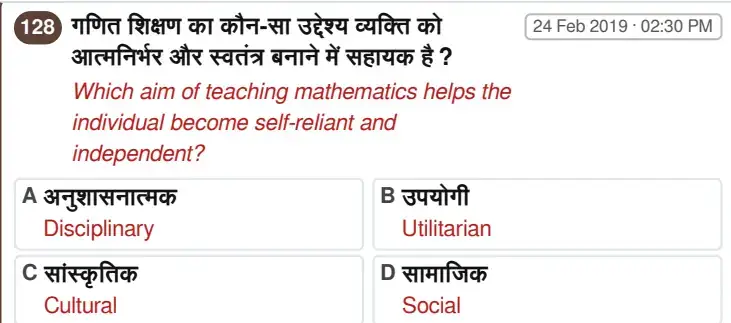 128 गणित शिक्षण का कौन-सा उद्देश्य व्यक्ति को
24 Feb 2019 · 02:30 PM
आत्मनिर्भर और स्वतंत्र बनाने में सहायक है ?
Which aim of teaching mathematics helps the
individual become self-reliant and
independent?
A अनुशासनात्मक
Disciplinary
B उपयोगी
Utilitarian
C सांस्कृतिक
Cultural
D सामाजिक
Social